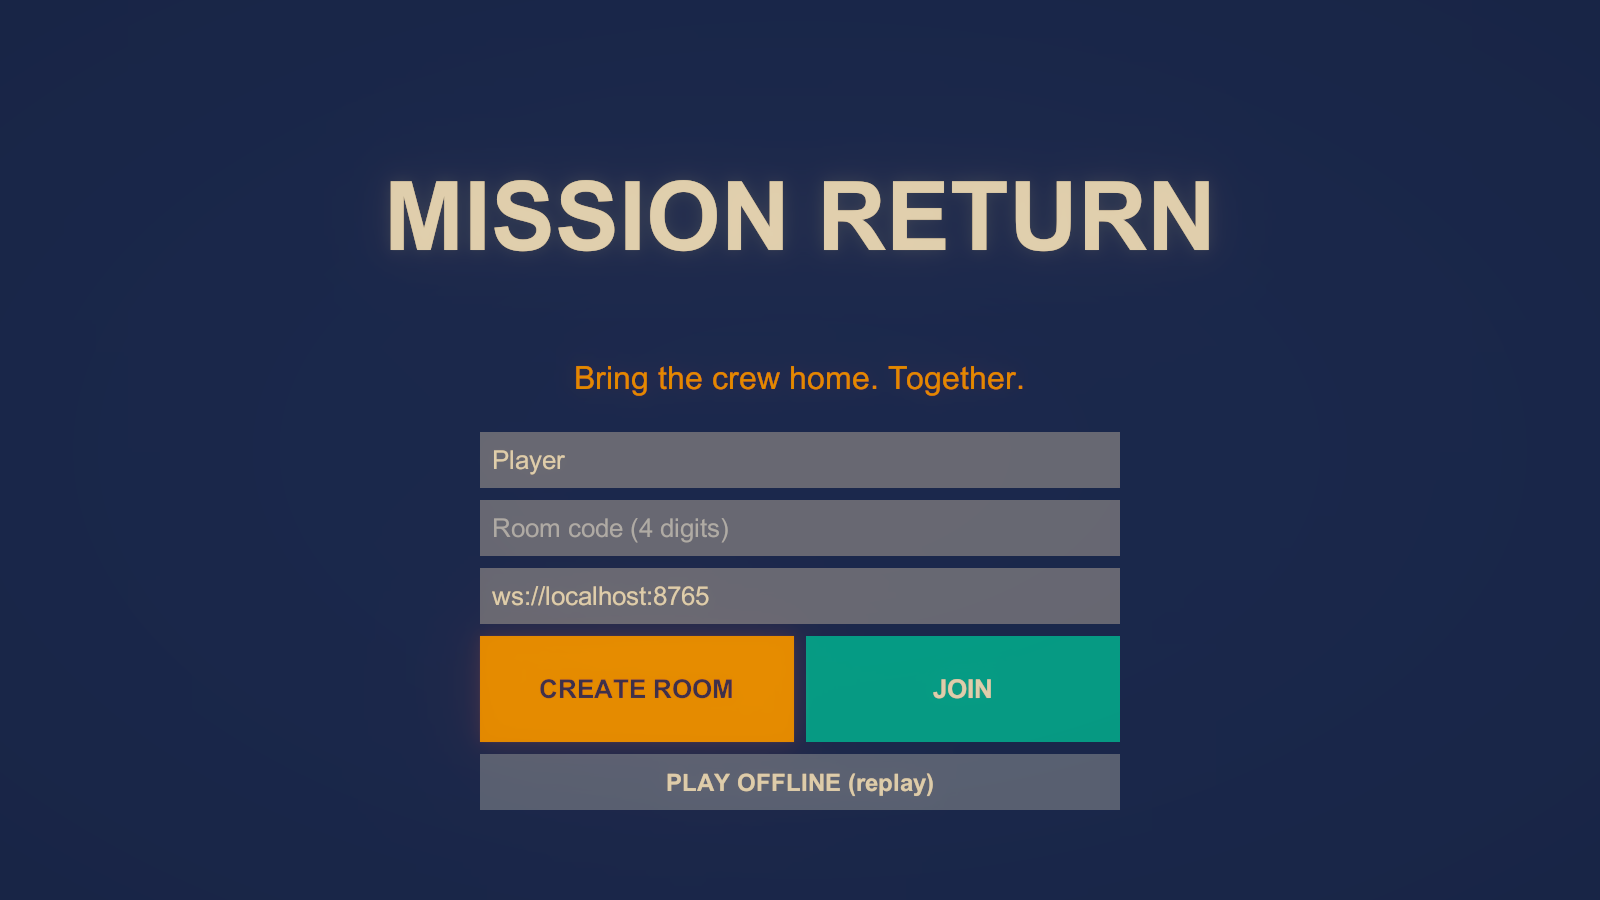 MISSION RETURN
Bring the crew home. Together.
Player
Room code (4 digits)
ws://localhost:8765
CREATE ROOM
JOIN
PLAY OFFLINE (replay)